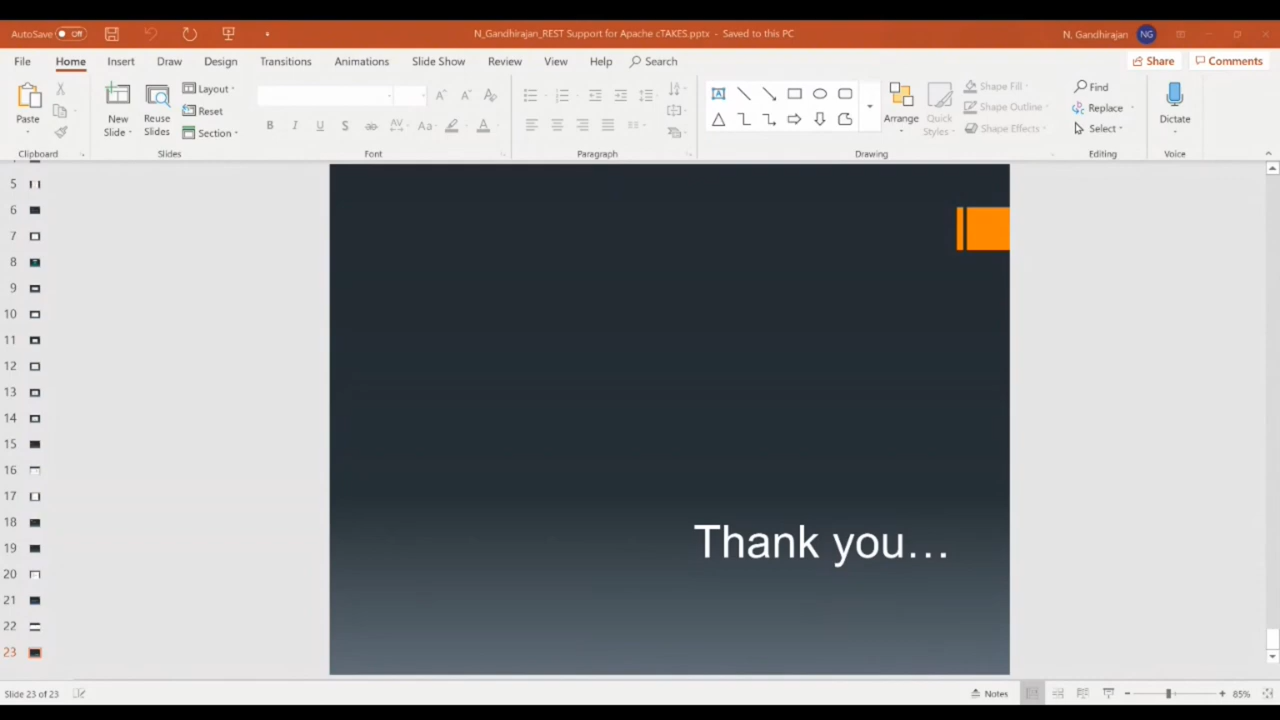 AutoSave Off
N_Gandhirajan_REST Support for Apache cTAKES.pptx - Saved to this PC
N, Gandhirajan NG
File Home Insert Draw Design Transitions Animations Slide Show Review View Help Search Share Comments
Paste
Clipboard
New Slide
Reuse Slides
Layout
Reset
Section
Slides
B I U S ab AV Aa A
Font
Paragraph
Arrange
Quick Styles
Shape Fill
Shape Outline
Shape Effects
Drawing
Find
Replace
Select
Editing
Dictate
Voice
5
6
7
8
9
10
11
12
13
14
15
16
17
18
19
20
21
22
23
Thank you...
Slide 23 of 23
Notes
85%